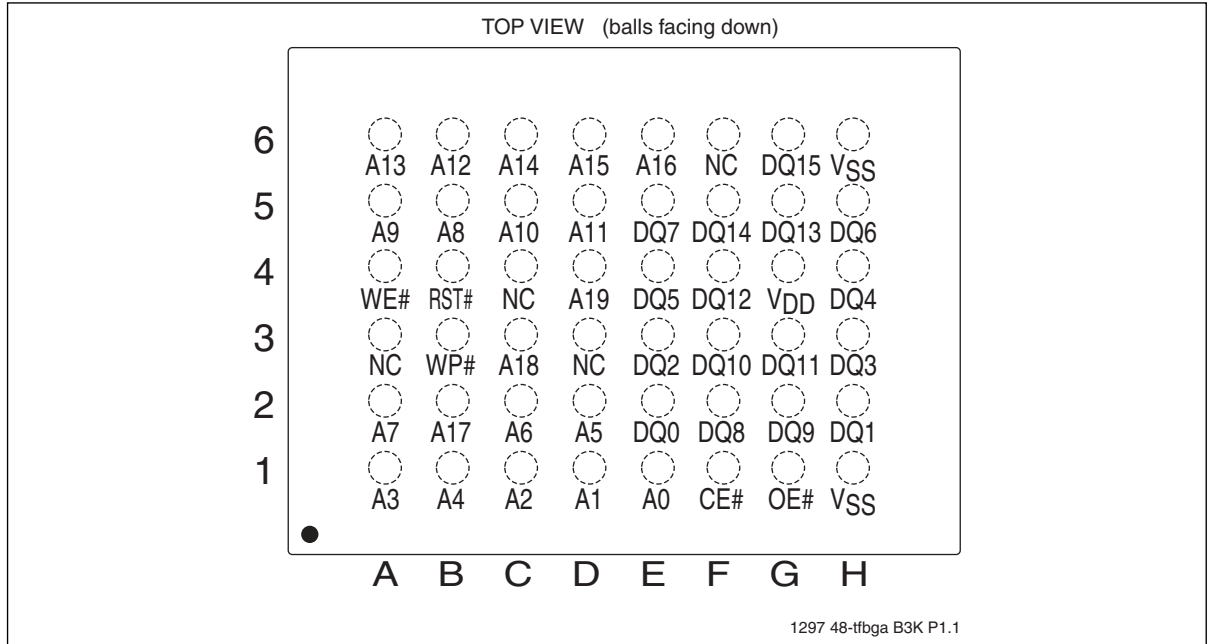 TOP VIEW (balls facing down)
6
A13 A12 A14 A15 A16 NC DQ15 VSS
5
A9 A8 A10 A11 DQ7 DQ14 DQ13 DQ6
4
WE# RST# NC A19 DQ5 DQ12 VDD DQ4
3
NC WP# A18 NC DQ2 DQ10 DQ11 DQ3
2
A7 A17 A6 A5 DQ0 DQ8 DQ9 DQ1
1
A3 A4 A2 A1 A0 CE# OE# VSS
A B C D E F G H
1297 48-tfbga B3K P1.1